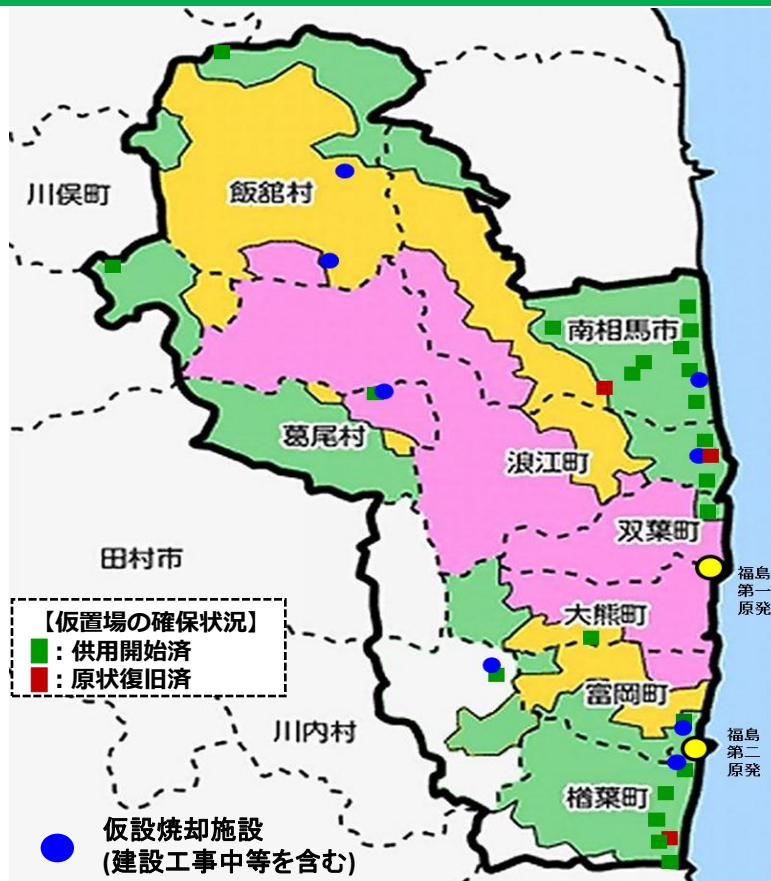 川俣町
飯舘村
南相馬市
葛尾村
浪江町
双葉町
田村市
福島
第一
原発
大熊町
【仮置場の確保状況】
：供用開始済
：原状復旧済
富岡町
川内村
福島
第二
原発
楢葉町
仮設焼却施設
(建設工事中等を含む)